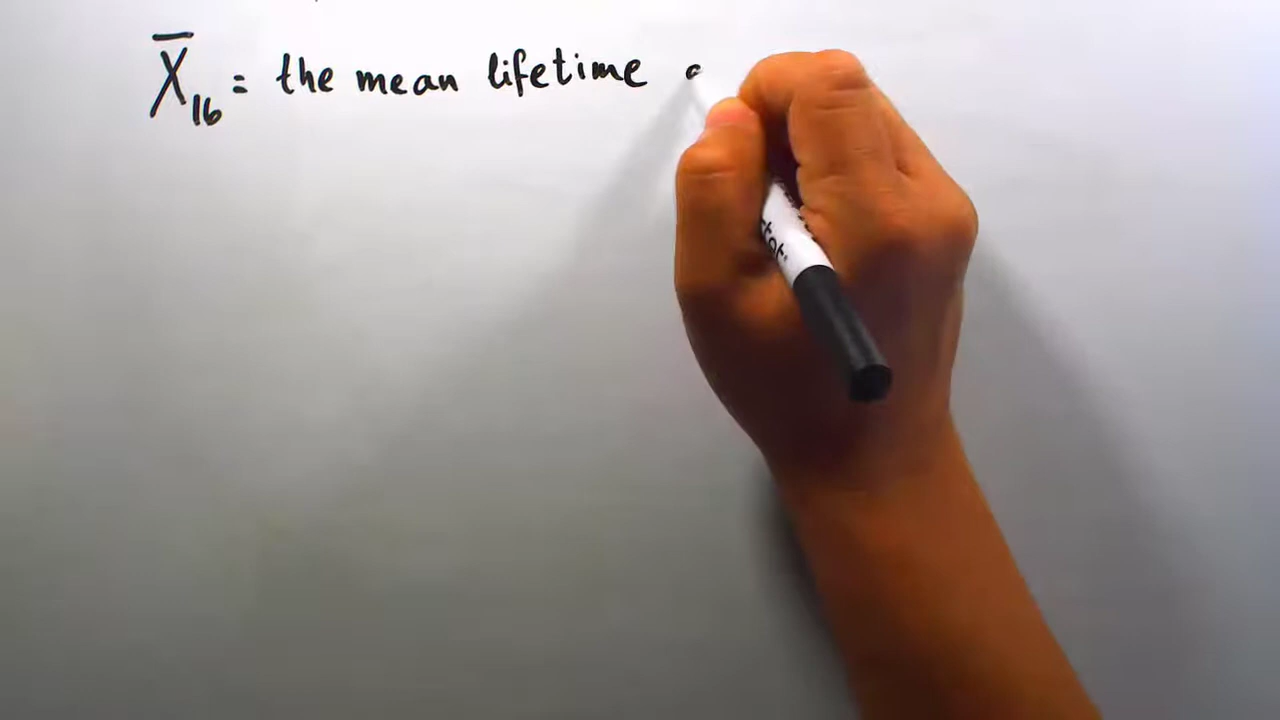 X̄₁₆ = the mean lifetime